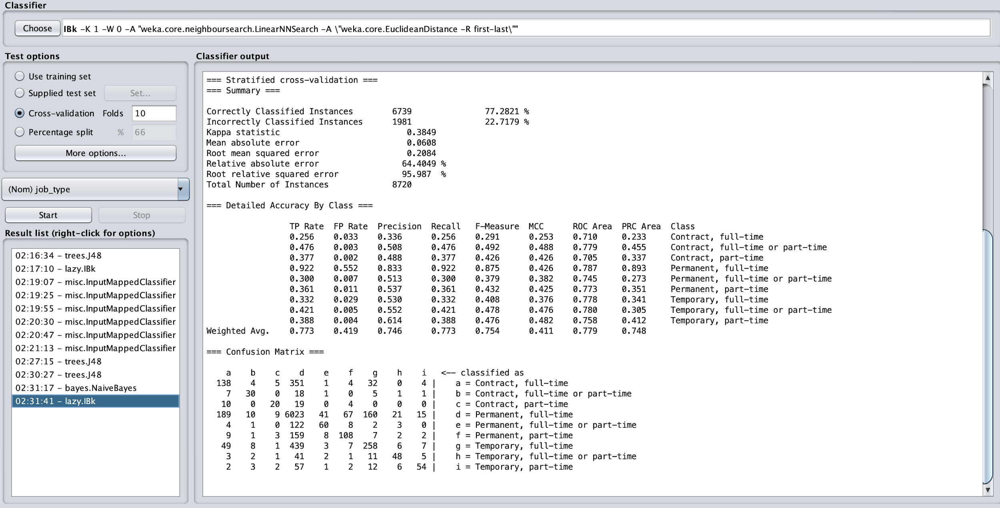 Classifier
Choose IBk -K 1 -W 0 -A "weka.core.neighboursearch.LinearNNSearch -A \"weka.core.EuclideanDistance -R first-last\""
Test options
Use training set
Supplied test set Set...
Cross-validation Folds 10
Percentage split % 66
More options...
(Nom) job_type
Start Stop
Result list (right-click for options)
02:16:34 - trees.J48
02:17:10 - lazy.IBk
02:19:07 - misc.InputMappedClassifier
02:19:25 - misc.InputMappedClassifier
02:19:55 - misc.InputMappedClassifier
02:20:30 - misc.InputMappedClassifier
02:20:47 - misc.InputMappedClassifier
02:21:13 - misc.InputMappedClassifier
02:27:15 - trees.J48
02:30:27 - trees.J48
02:31:17 - bayes.NaiveBayes
02:31:41 - lazy.IBk
Classifier output
=== Stratified cross-validation ===
=== Summary ===
Correctly Classified Instances 6739 77.2821 %
Incorrectly Classified Instances 1981 22.7179 %
Kappa statistic 0.3849
Mean absolute error 0.0608
Root mean squared error 0.2084
Relative absolute error 64.4049 %
Root relative squared error 95.987 %
Total Number of Instances 8720
=== Detailed Accuracy By Class ===
TP Rate FP Rate Precision Recall F-Measure MCC ROC Area PRC Area Class
0.256 0.033 0.336 0.256 0.291 0.253 0.710 0.233 Contract, full-time
0.476 0.003 0.508 0.476 0.492 0.488 0.779 0.455 Contract, full-time or part-time
0.377 0.002 0.488 0.377 0.426 0.426 0.705 0.337 Contract, part-time
0.922 0.552 0.833 0.922 0.875 0.426 0.787 0.893 Permanent, full-time
0.300 0.007 0.513 0.300 0.379 0.382 0.745 0.273 Permanent, full-time or part-time
0.361 0.011 0.537 0.361 0.432 0.425 0.773 0.351 Permanent, part-time
0.332 0.029 0.530 0.332 0.408 0.376 0.778 0.341 Temporary, full-time
0.421 0.005 0.552 0.421 0.478 0.476 0.780 0.305 Temporary, full-time or part-time
0.388 0.004 0.614 0.388 0.476 0.482 0.758 0.412 Temporary, part-time
Weighted Avg. 0.773 0.419 0.746 0.773 0.754 0.411 0.779 0.748
=== Confusion Matrix ===
a b c d e f g h i <-- classified as
138 4 5 351 1 4 32 0 4 | a = Contract, full-time
7 30 0 18 1 0 5 1 1 | b = Contract, full-time or part-time
10 0 20 19 0 4 0 0 0 | c = Contract, part-time
189 10 9 6023 41 67 160 21 15 | d = Permanent, full-time
4 1 0 122 60 8 2 3 0 | e = Permanent, full-time or part-time
9 1 3 159 8 108 7 2 2 | f = Permanent, part-time
49 8 1 439 3 7 258 6 7 | g = Temporary, full-time
3 2 1 41 2 1 11 48 5 | h = Temporary, full-time or part-time
2 3 2 57 1 2 12 6 54 | i = Temporary, part-time